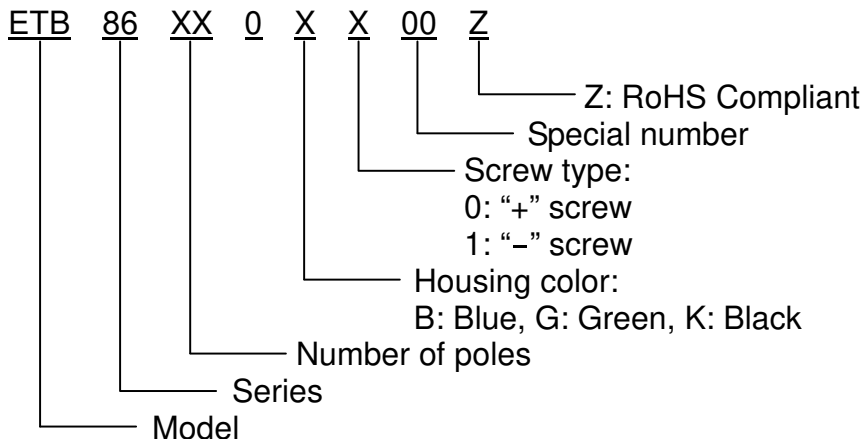 ETB 86 XX 0 X X 00 Z
Z: RoHS Compliant
Special number
Screw type:
0: “+” screw
1: “−” screw
Housing color:
B: Blue, G: Green, K: Black
Number of poles
Series
Model